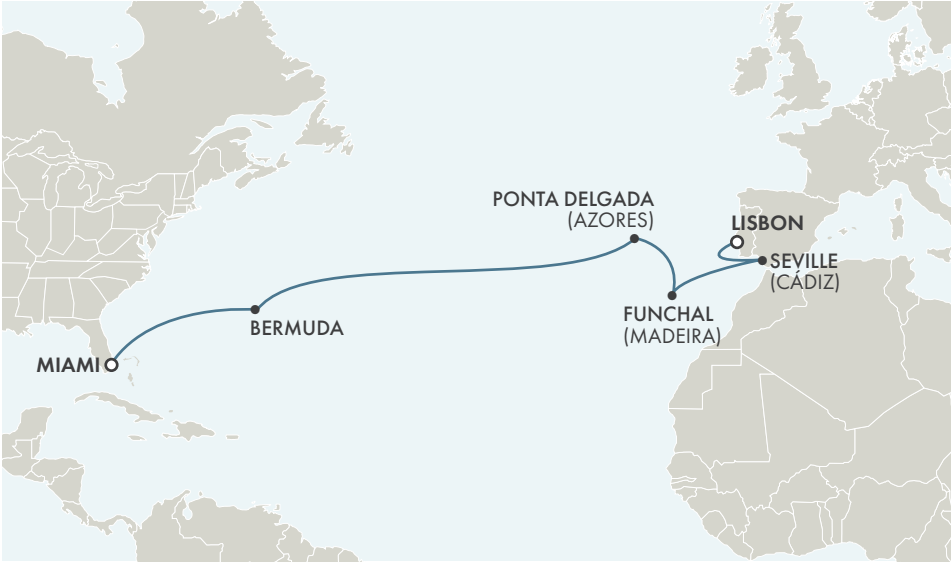 PONTA DELGADA
(AZORES)
LISBON
SEVILLE
(CÁDIZ)
FUNCHAL
(MADEIRA)
BERMUDA
MIAMI